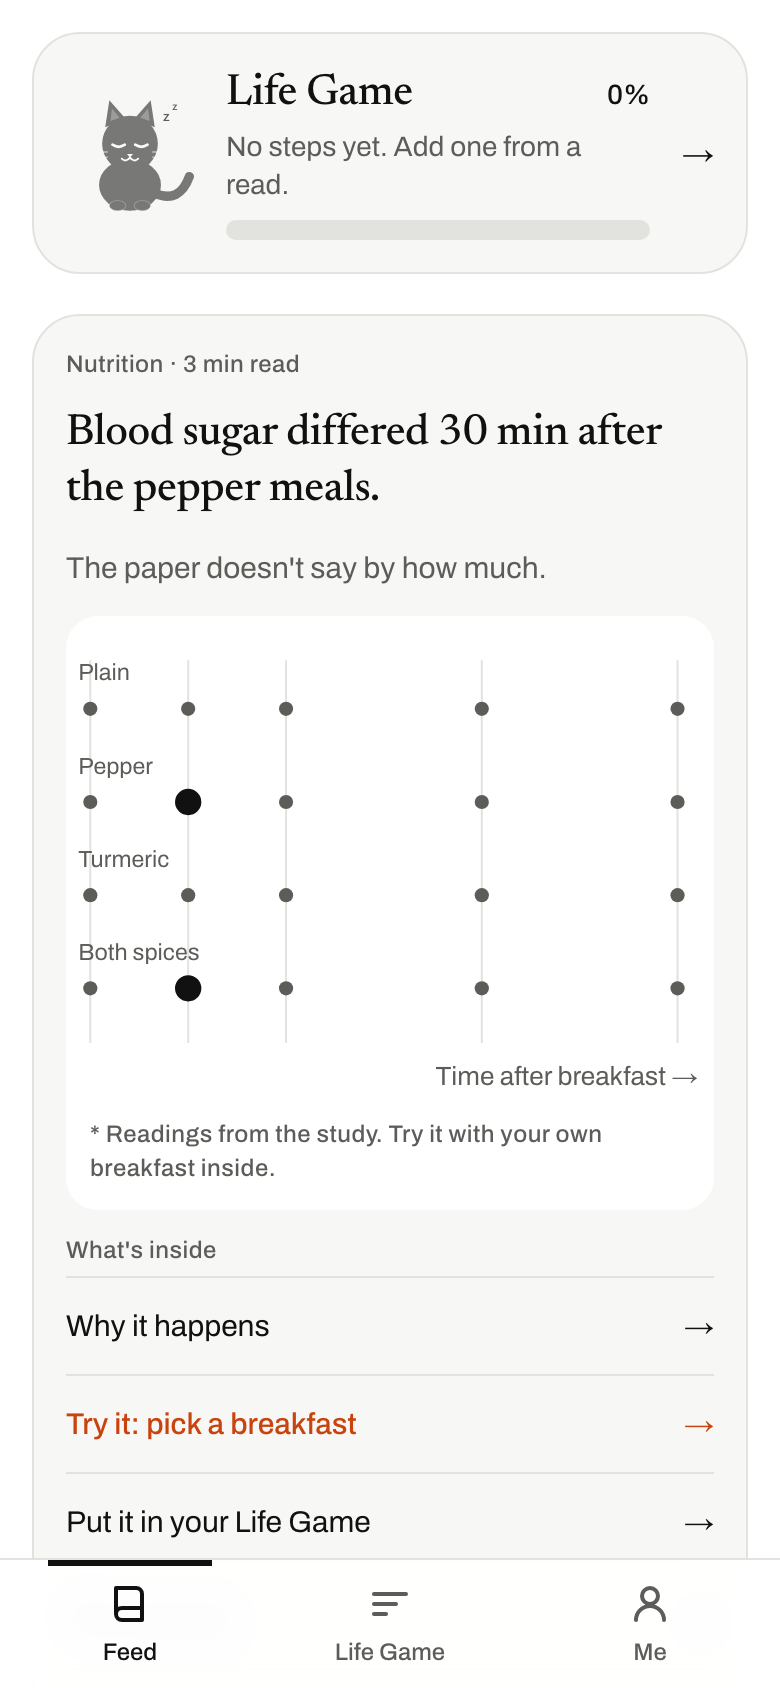 z z
Life Game
0%
No steps yet. Add one from a
read.
→
Nutrition · 3 min read
Blood sugar differed 30 min after
the pepper meals.
The paper doesn't say by how much.
Plain
Pepper
Turmeric
Both spices
Time after breakfast →
* Readings from the study. Try it with your own
breakfast inside.
What's inside
Why it happens →
Try it: pick a breakfast →
Put it in your Life Game →
Feed
Life Game
Me